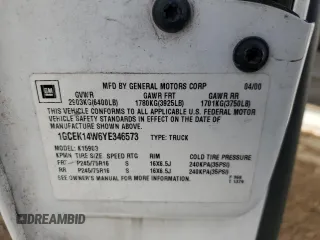 GM
MFD BY GENERAL MOTORS CORP 04/00
GVWR GAWR FRT GAWR RR
2903KG(6400LB) 1780KG(3925LB) 1701KG(3750LB)
THIS VEHICLE CONFORMS TO ALL APPLICABLE U.S. FEDERAL MOTOR
VEHICLE SAFETY STANDARDS IN EFFECT ON THE DATE OF
MANUFACTURE SHOWN ABOVE.
1GCEK14W6YE346573 TYPE: TRUCK
MODEL: K15903
TIRE SIZE SPEED RTG RIM COLD TIRE PRESSURE
FRT P245/75R16 S 16X6.5J 240KPA(35PSI)
RR P245/75R16 S 16X6.5J 240KPA(35PSI)
SEE OWNER'S MANUAL FOR MORE INFORMATION.
DREAMBID.COM